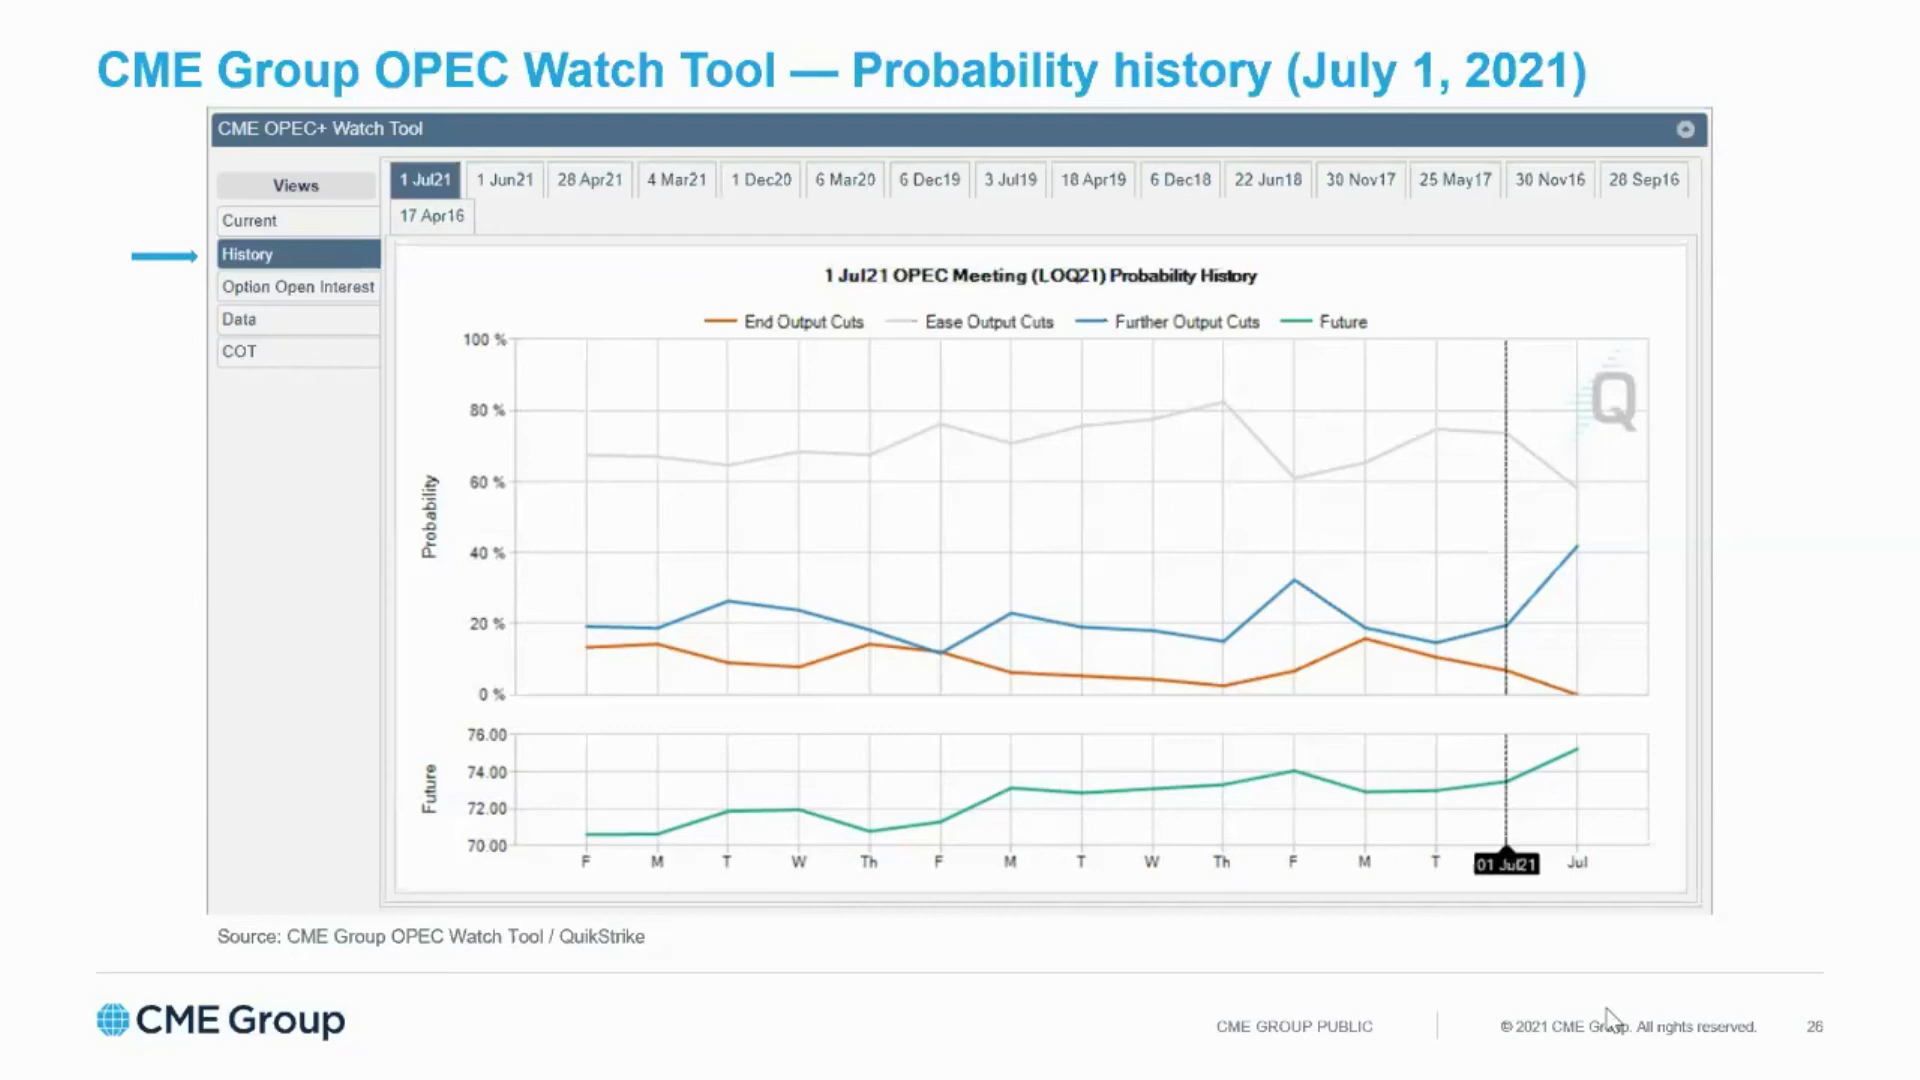 CME Group OPEC Watch Tool — Probability history (July 1, 2021)
CME OPEC+ Watch Tool
Views
Current
History
Option Open Interest
Data
COT
1 Jul21 1 Jun21 28 Apr21 4 Mar21 1 Dec20 6 Mar20 6 Dec19 3 Jul19 18 Apr19 6 Dec18 22 Jun18 30 Nov17 25 May17 30 Nov16 28 Sep16
17 Apr16
1 Jul21 OPEC Meeting (LOQ21) Probability History
End Output Cuts Ease Output Cuts Further Output Cuts Future
Q
Probability
100 %
80 %
60 %
40 %
20 %
0 %
Future
76.00
74.00
72.00
70.00
F M T W Th F M T W Th F M T 01 Jul21 Jul
Source: CME Group OPEC Watch Tool / QuikStrike
CME Group
CME GROUP PUBLIC
© 2021 CME Group. All rights reserved.
26